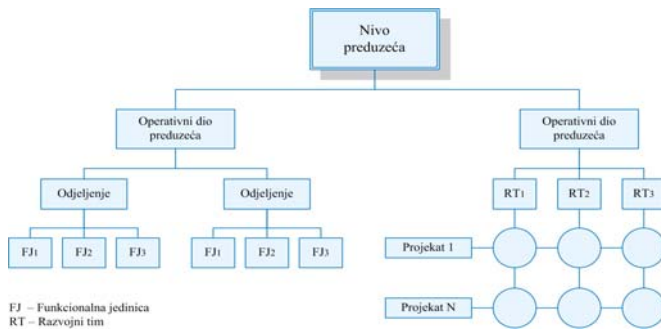 Nivo
preduzeća
Operativni dio
preduzeća
Operativni dio
preduzeća
Odjeljenje
Odjeljenje
RT1
RT2
RT3
FJ1
FJ2
FJ3
FJ1
FJ2
FJ3
Projekat 1
Projekat N
FJ – Funkcionalna jedinica
RT – Razvojni tim